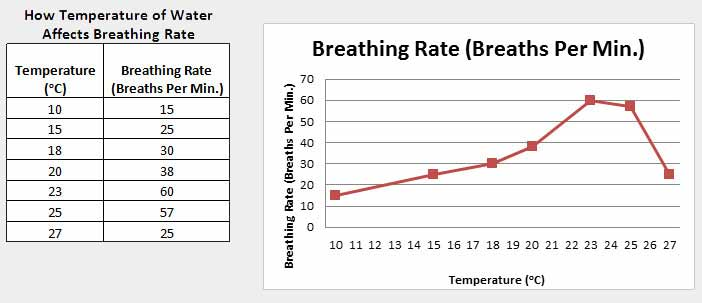 How Temperature of Water
Affects Breathing Rate
Temperature Breathing Rate
(°C) (Breaths Per Min.)
10 15
15 25
18 30
20 38
23 60
25 57
27 25
Breathing Rate (Breaths Per Min.)
Breathing Rate (Breaths Per Min.)
70
60
50
40
30
20
10
0
10 11 12 13 14 15 16 17 18 19 20 21 22 23 24 25 26 27
Temperature (°C)